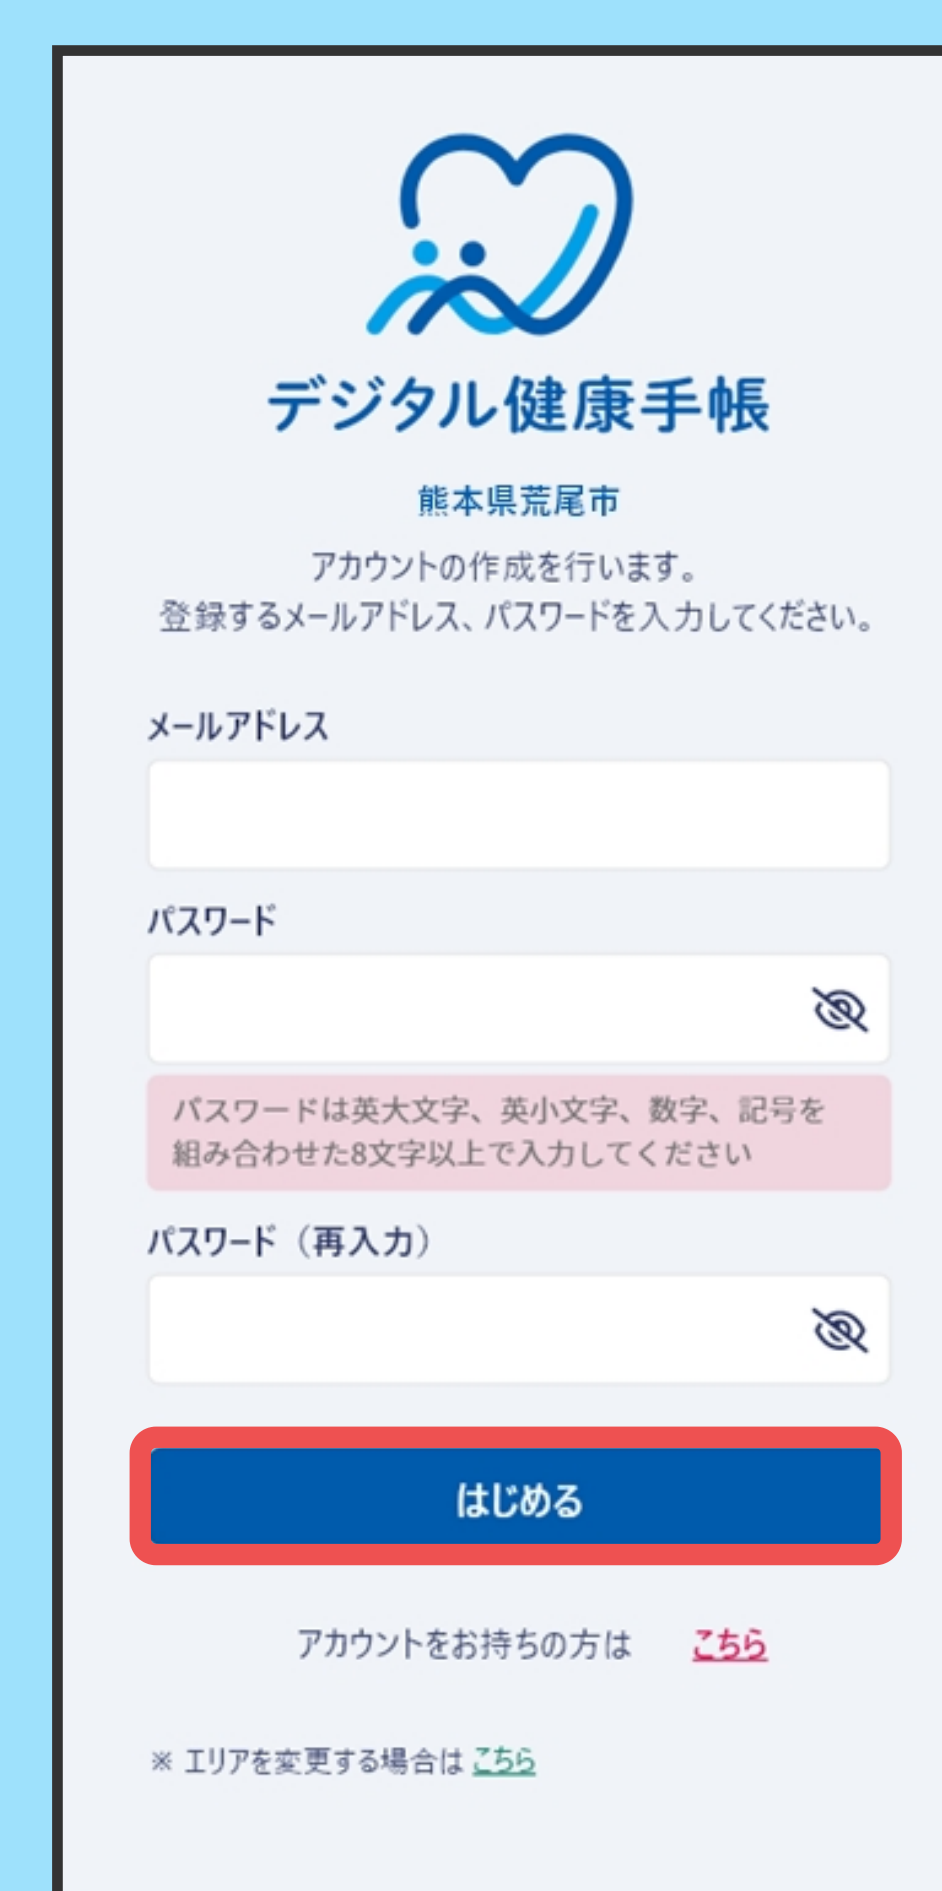 デジタル健康手帳
熊本県荒尾市
アカウントの作成を行います。
登録するメールアドレス、パスワードを入力してください。
メールアドレス
パスワード
パスワードは英大文字、英小文字、数字、記号を
組み合わせた8文字以上で入力してください
パスワード（再入力）
はじめる
アカウントをお持ちの方は こちら
※ エリアを変更する場合は こちら